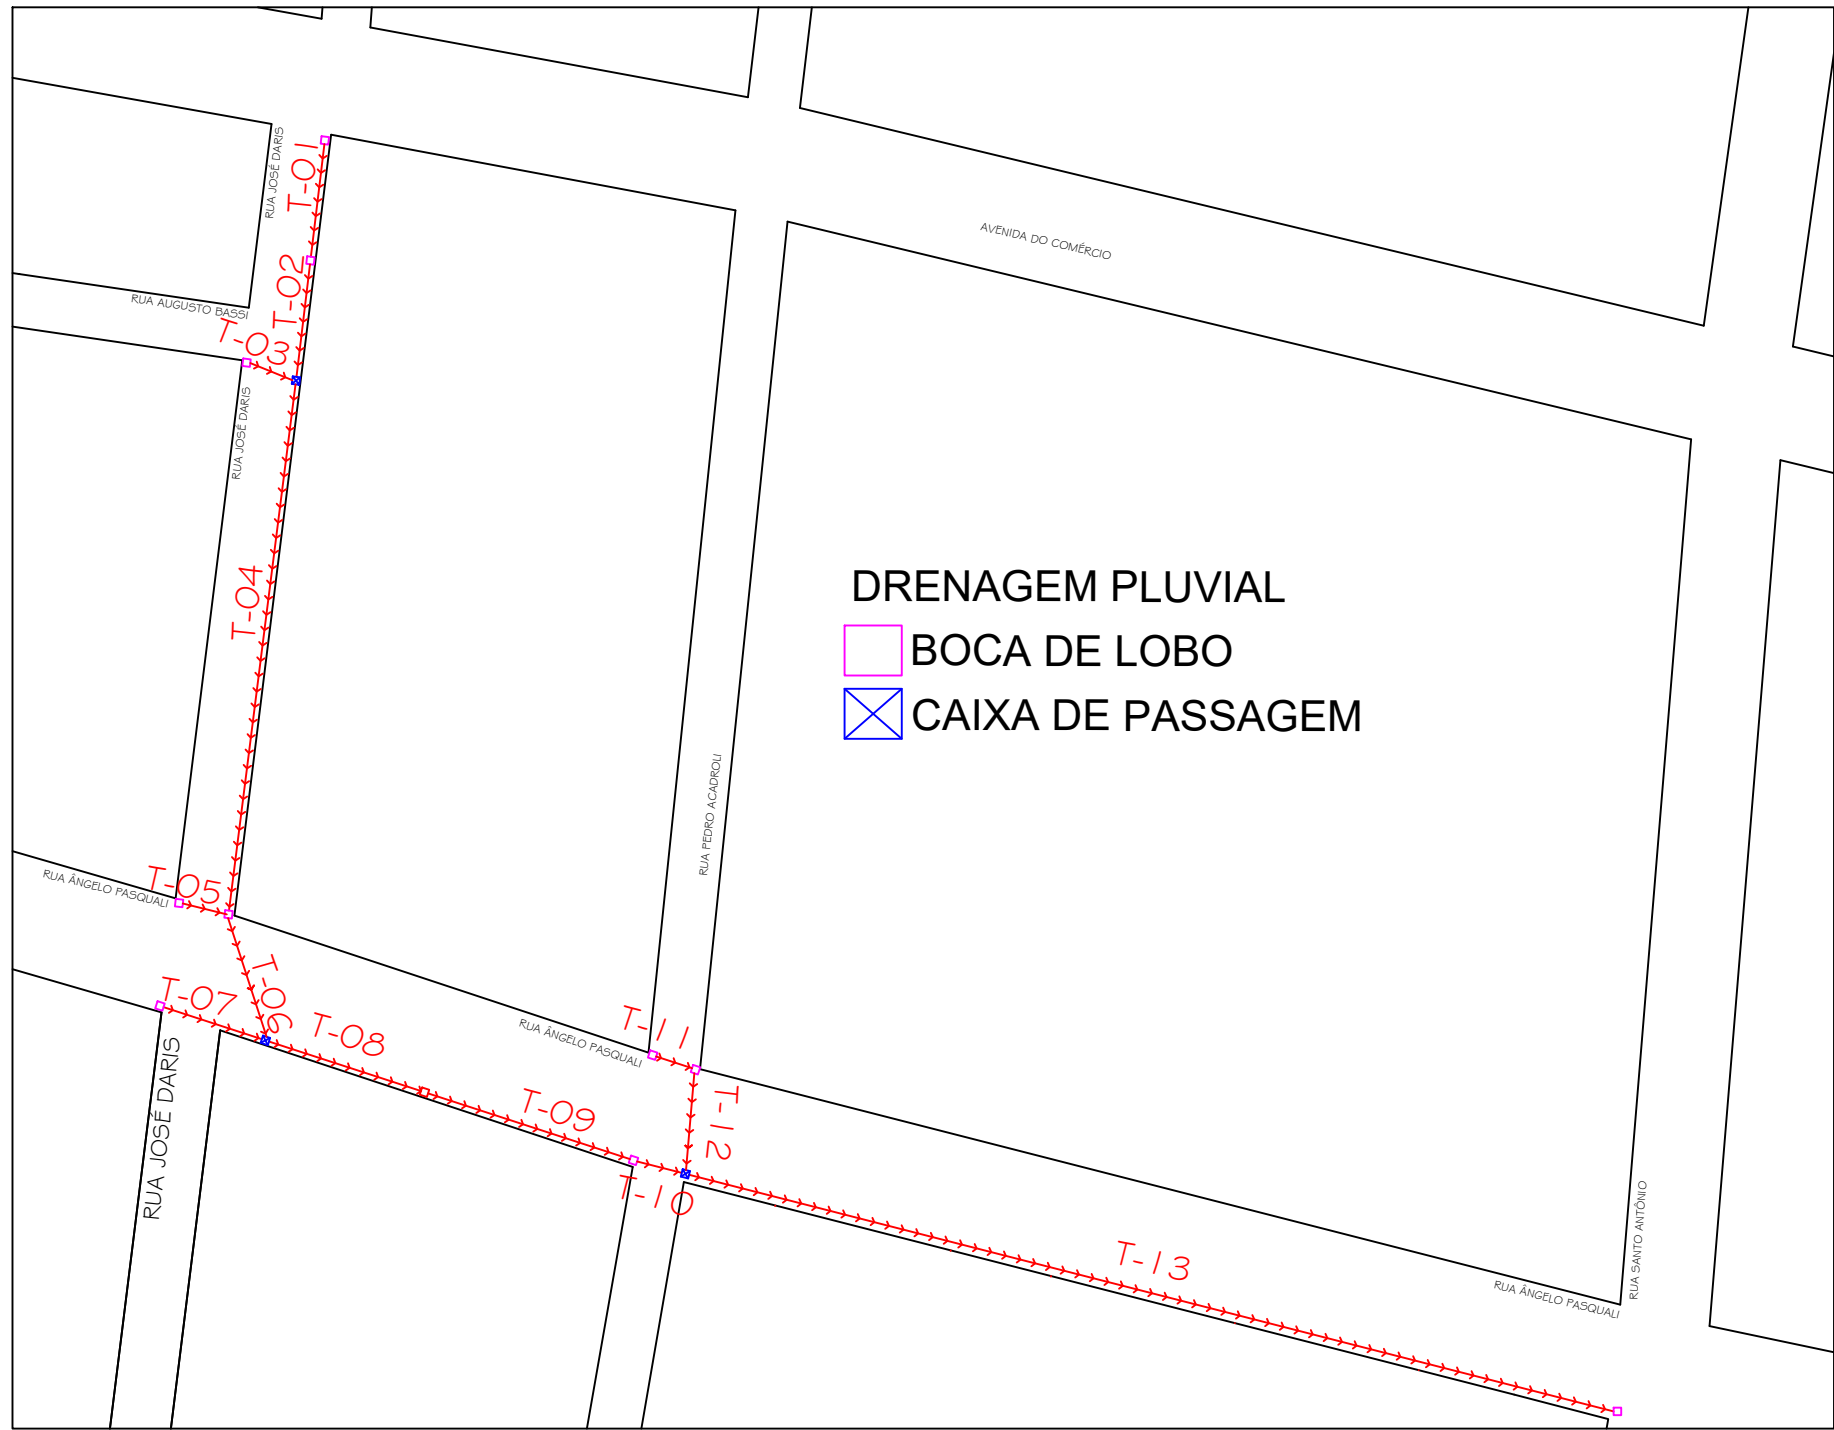 RUA JOSÉ DARIS
T-01
AVENIDA DO COMÉRCIO
T-02
RUA AUGUSTO BASSI
T-03
RUA JOSÉ DARIS
T-04
DRENAGEM PLUVIAL
BOCA DE LOBO
CAIXA DE PASSAGEM
RUA PEDRO ACADROLI
RUA ÂNGELO PASQUALI
T-05
T-06
T-07
T-08
RUA ÂNGELO PASQUALI
T-11
RUA JOSÉ DARIS
T-09
T-12
T-10
T-13
RUA SANTO ANTÔNIO
RUA ÂNGELO PASQUALI